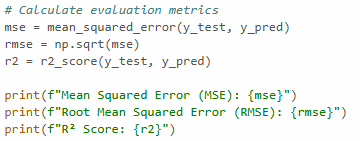 # Calculate evaluation metrics
mse = mean_squared_error(y_test, y_pred)
rmse = np.sqrt(mse)
r2 = r2_score(y_test, y_pred)

print(f"Mean Squared Error (MSE): {mse}")
print(f"Root Mean Squared Error (RMSE): {rmse}")
print(f"R² Score: {r2}")